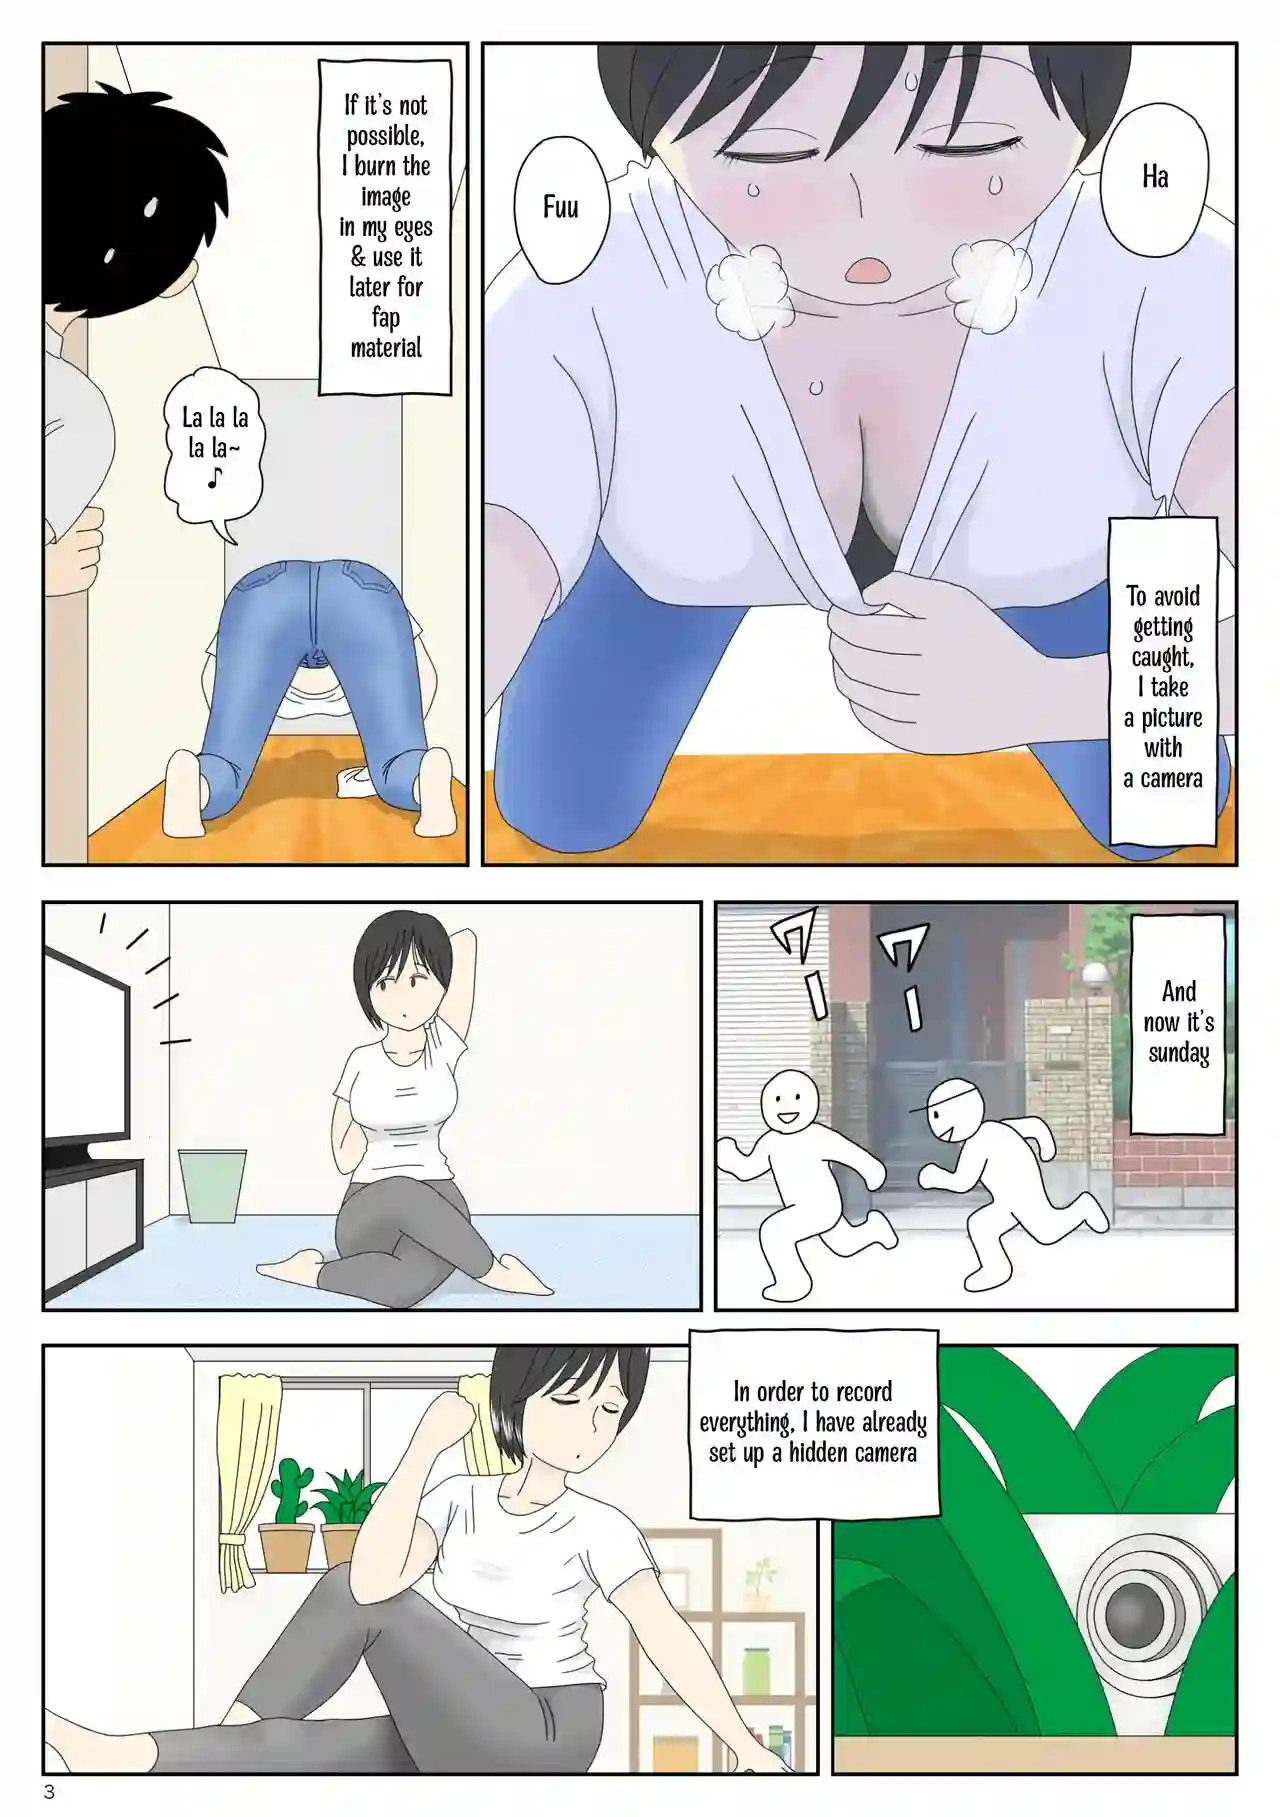 Ha
Fuu
To avoid
getting
caught,
I take
a picture
with
a camera
If it's not
possible,
I burn the
image
in my eyes
& use it
later for
fap
material
La la la
la la~
♪
And
now it's
sunday
ワー
ワー
In order to record
everything, I have already
set up a hidden camera
3